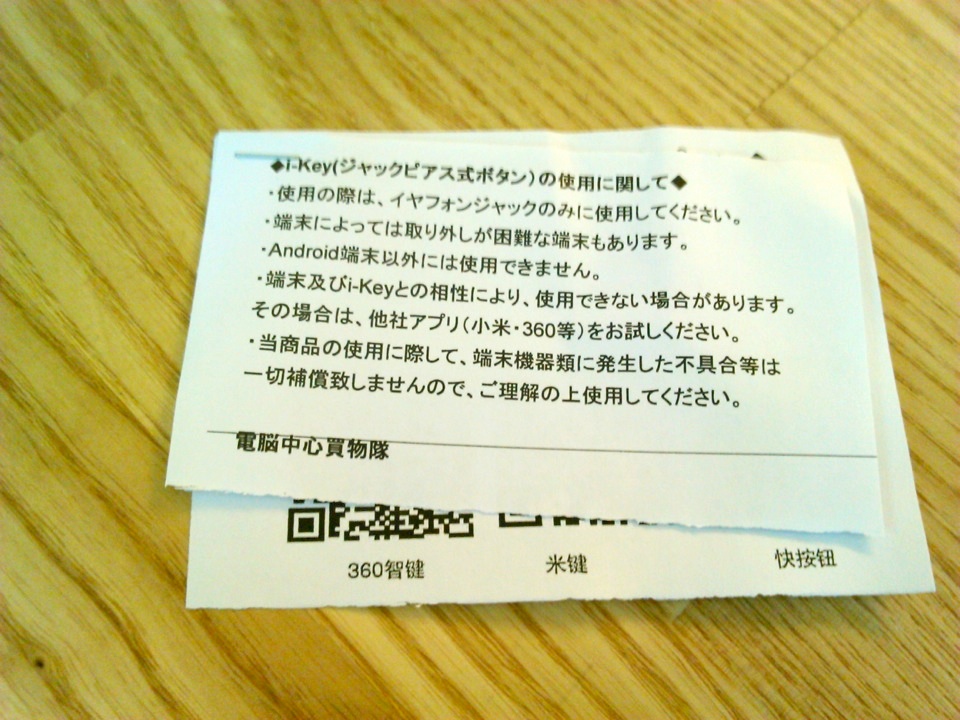 ◆i-Key(ジャックピアス式ボタン)の使用に関して◆
・使用の際は、イヤフォンジャックのみに使用してください。
・端末によっては取り外しが困難な端末もあります。
・Android端末以外には使用できません。
・端末及びi-Keyとの相性により、使用できない場合があります。
その場合は、他社アプリ(小米・360等)をお試しください。
・当商品の使用に際して、端末機器類に発生した不具合等は
一切補償致しませんので、ご理解の上使用してください。
電脳中心買物隊
360智键 米键 快按钮